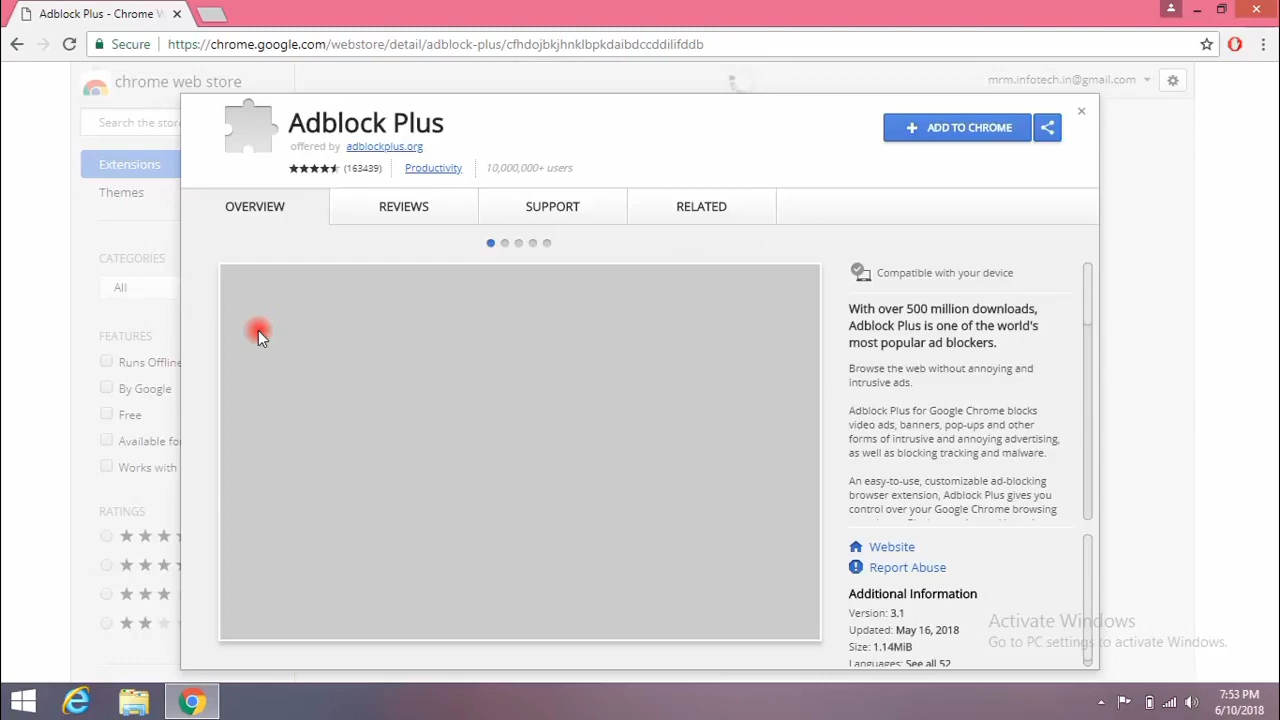 Adblock Plus - Chrome W
Secure
https://chrome.google.com/webstore/detail/adblock-plus/cfhdojbkjhnklbpkdaibdccddilifddb
chrome web store
mrm.infotech.in@gmail.com
Search the store
Extensions
Themes
CATEGORIES
All
FEATURES
Runs Offline
By Google
Free
Available for
Works with
RATINGS
Adblock Plus
offered by adblockplus.org
(163439)
Productivity
10,000,000+ users
ADD TO CHROME
OVERVIEW
REVIEWS
SUPPORT
RELATED
Compatible with your device
With over 500 million downloads,
Adblock Plus is one of the world's
most popular ad blockers.
Browse the web without annoying and
intrusive ads.
Adblock Plus for Google Chrome blocks
video ads, banners, pop-ups and other
forms of intrusive and annoying advertising,
as well as blocking tracking and malware.
An easy-to-use, customizable ad-blocking
browser extension, Adblock Plus gives you
control over your Google Chrome browsing
Website
Report Abuse
Additional Information
Version: 3.1
Updated: May 16, 2018
Size: 1.14MiB
Languages: See all 52
Activate Windows
Go to PC settings to activate Windows.
7:53 PM
6/10/2018